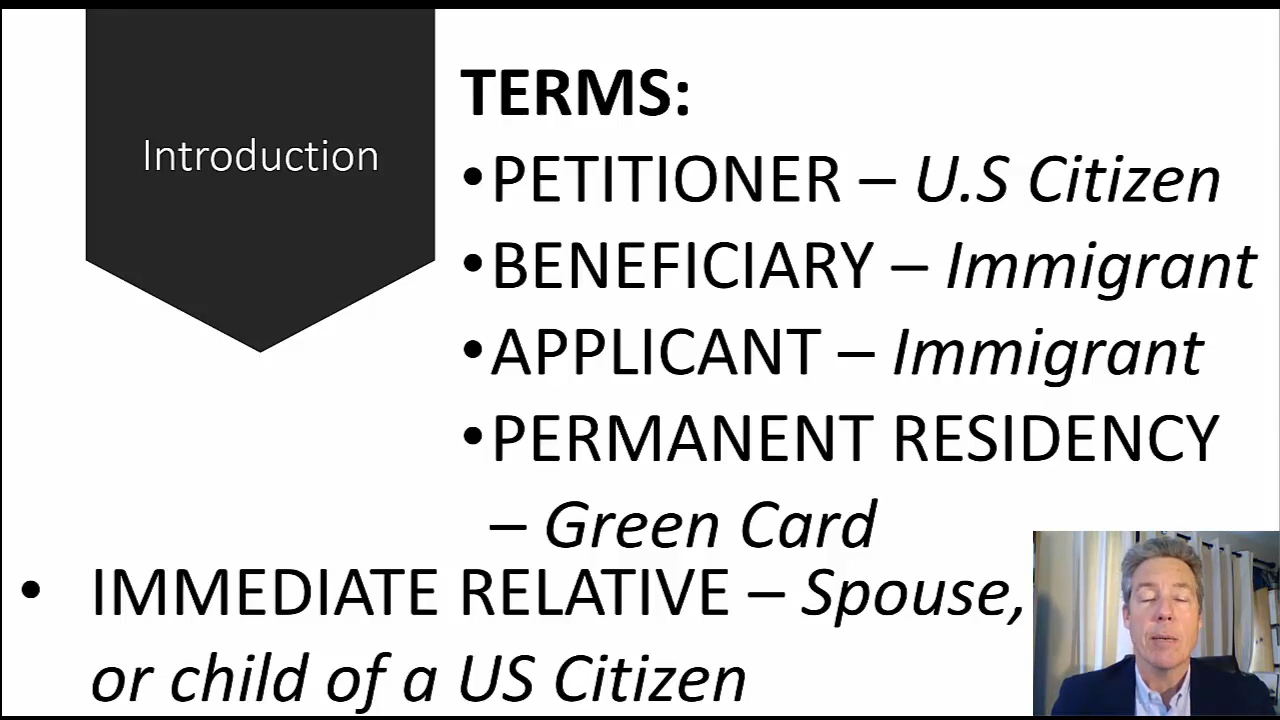 Introduction
TERMS:
•PETITIONER – U.S Citizen
•BENEFICIARY – Immigrant
•APPLICANT – Immigrant
•PERMANENT RESIDENCY
– Green Card
• IMMEDIATE RELATIVE – Spouse,
or child of a US Citizen